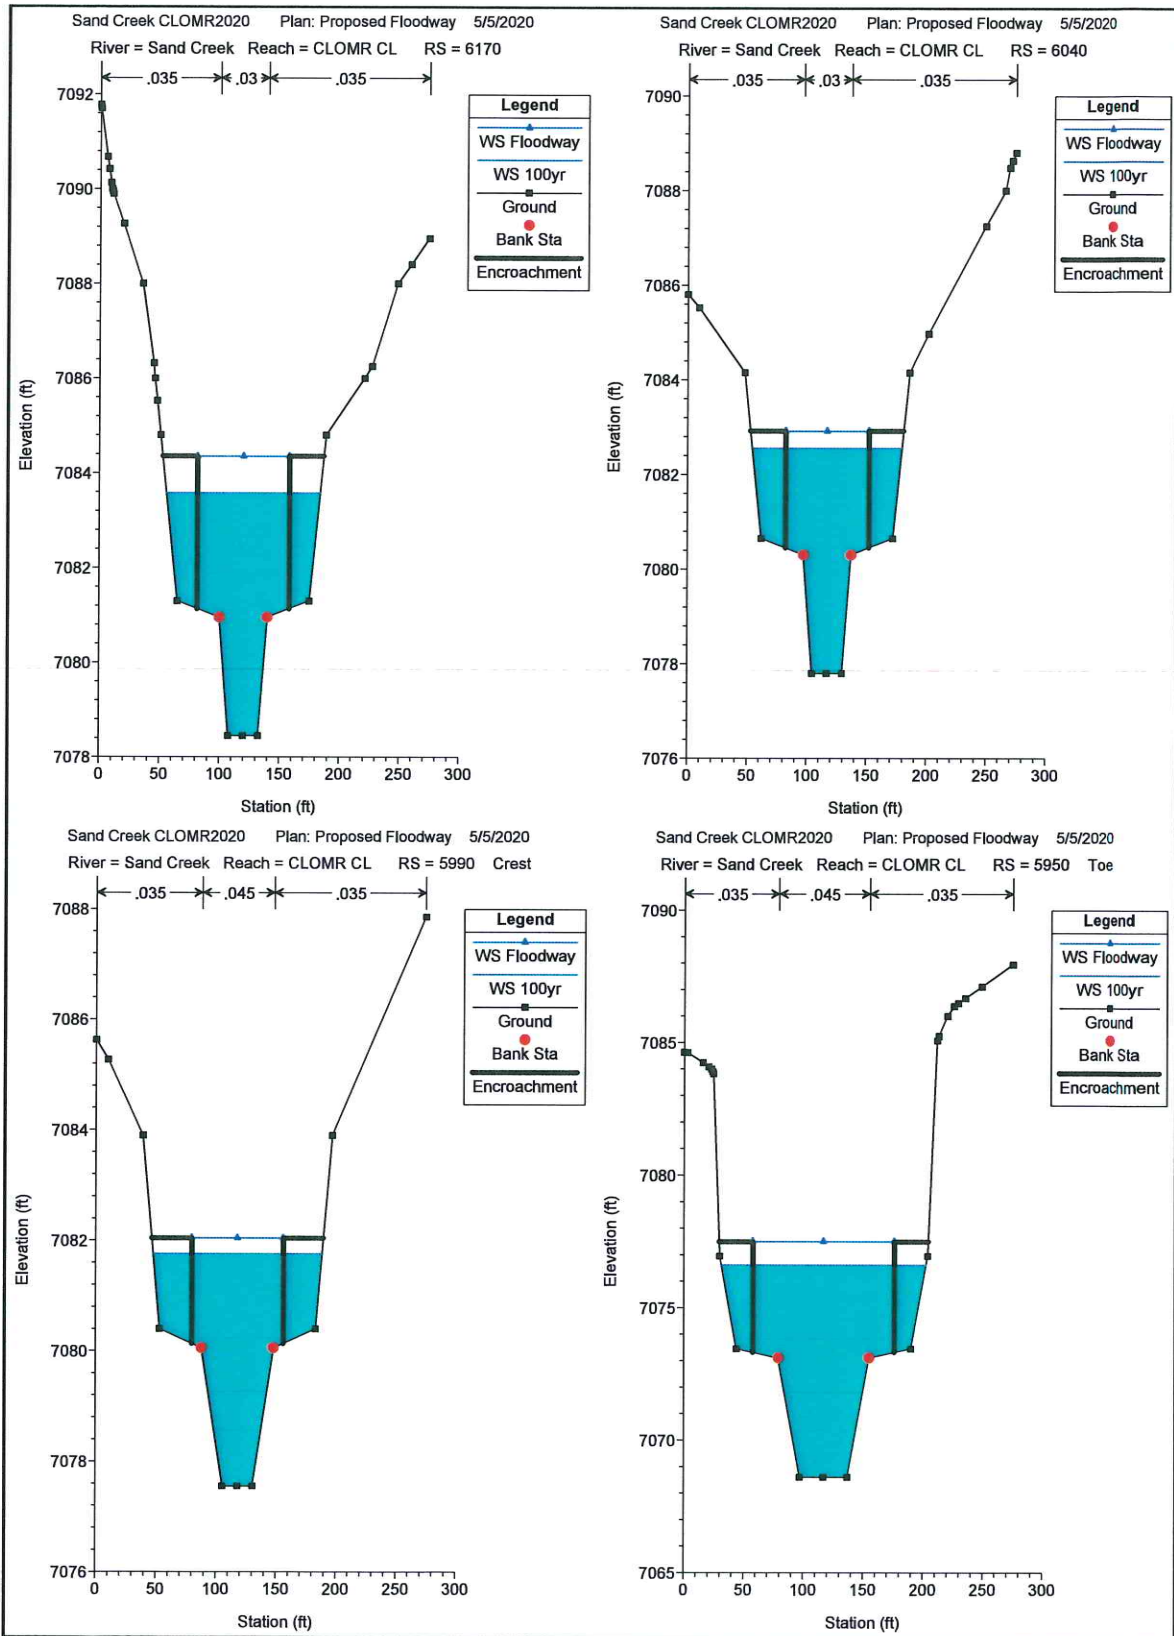 Sand Creek CLOMR2020 Plan: Proposed Floodway 5/5/2020
River = Sand Creek Reach = CLOMR CL RS = 6170
.035 .03 .035
7092
7090
7088
7086
7084
7082
7080
7078
Elevation (ft)
0 50 100 150 200 250 300
Station (ft)
Legend
WS Floodway
WS 100yr
Ground
Bank Sta
Encroachment
Sand Creek CLOMR2020 Plan: Proposed Floodway 5/5/2020
River = Sand Creek Reach = CLOMR CL RS = 6040
.035 .03 .035
7090
7088
7086
7084
7082
7080
7078
7076
Elevation (ft)
0 50 100 150 200 250 300
Station (ft)
Legend
WS Floodway
WS 100yr
Ground
Bank Sta
Encroachment
Sand Creek CLOMR2020 Plan: Proposed Floodway 5/5/2020
River = Sand Creek Reach = CLOMR CL RS = 5990 Crest
.035 .045 .035
7088
7086
7084
7082
7080
7078
7076
Elevation (ft)
0 50 100 150 200 250 300
Station (ft)
Legend
WS Floodway
WS 100yr
Ground
Bank Sta
Encroachment
Sand Creek CLOMR2020 Plan: Proposed Floodway 5/5/2020
River = Sand Creek Reach = CLOMR CL RS = 5950 Toe
.035 .045 .035
7090
7085
7080
7075
7070
7065
Elevation (ft)
0 50 100 150 200 250 300
Station (ft)
Legend
WS Floodway
WS 100yr
Ground
Bank Sta
Encroachment